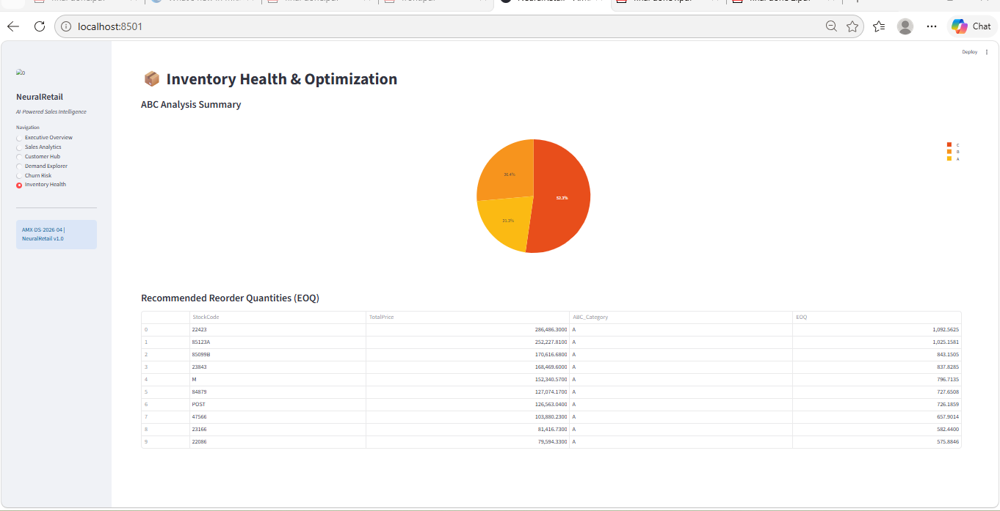 localhost:8501
Chat
Deploy
NeuralRetail
AI-Powered Sales Intelligence
Navigation
Executive Overview
Sales Analytics
Customer Hub
Demand Explorer
Churn Risk
Inventory Health
AMX-DS-2026-04 |
NeuralRetail v1.0
Inventory Health & Optimization
ABC Analysis Summary
52.3%
21.3%
C
B
A
Recommended Reorder Quantities (EOQ)
StockCode TotalPrice ABC_Category EOQ
0 22423 286,486.3000 A 1,092.5625
1 85123A 252,227.8100 A 1,025.1581
2 85099B 170,616.6800 A 843.1505
3 23843 168,469.6000 A 837.8285
4 M 152,340.5700 A 796.7135
5 84879 127,074.1700 A 727.6508
6 POST 126,563.0400 A 726.1859
7 47566 103,880.2300 A 657.9014
8 23166 81,416.7300 A 582.4400
9 22086 79,594.3300 A 575.8846